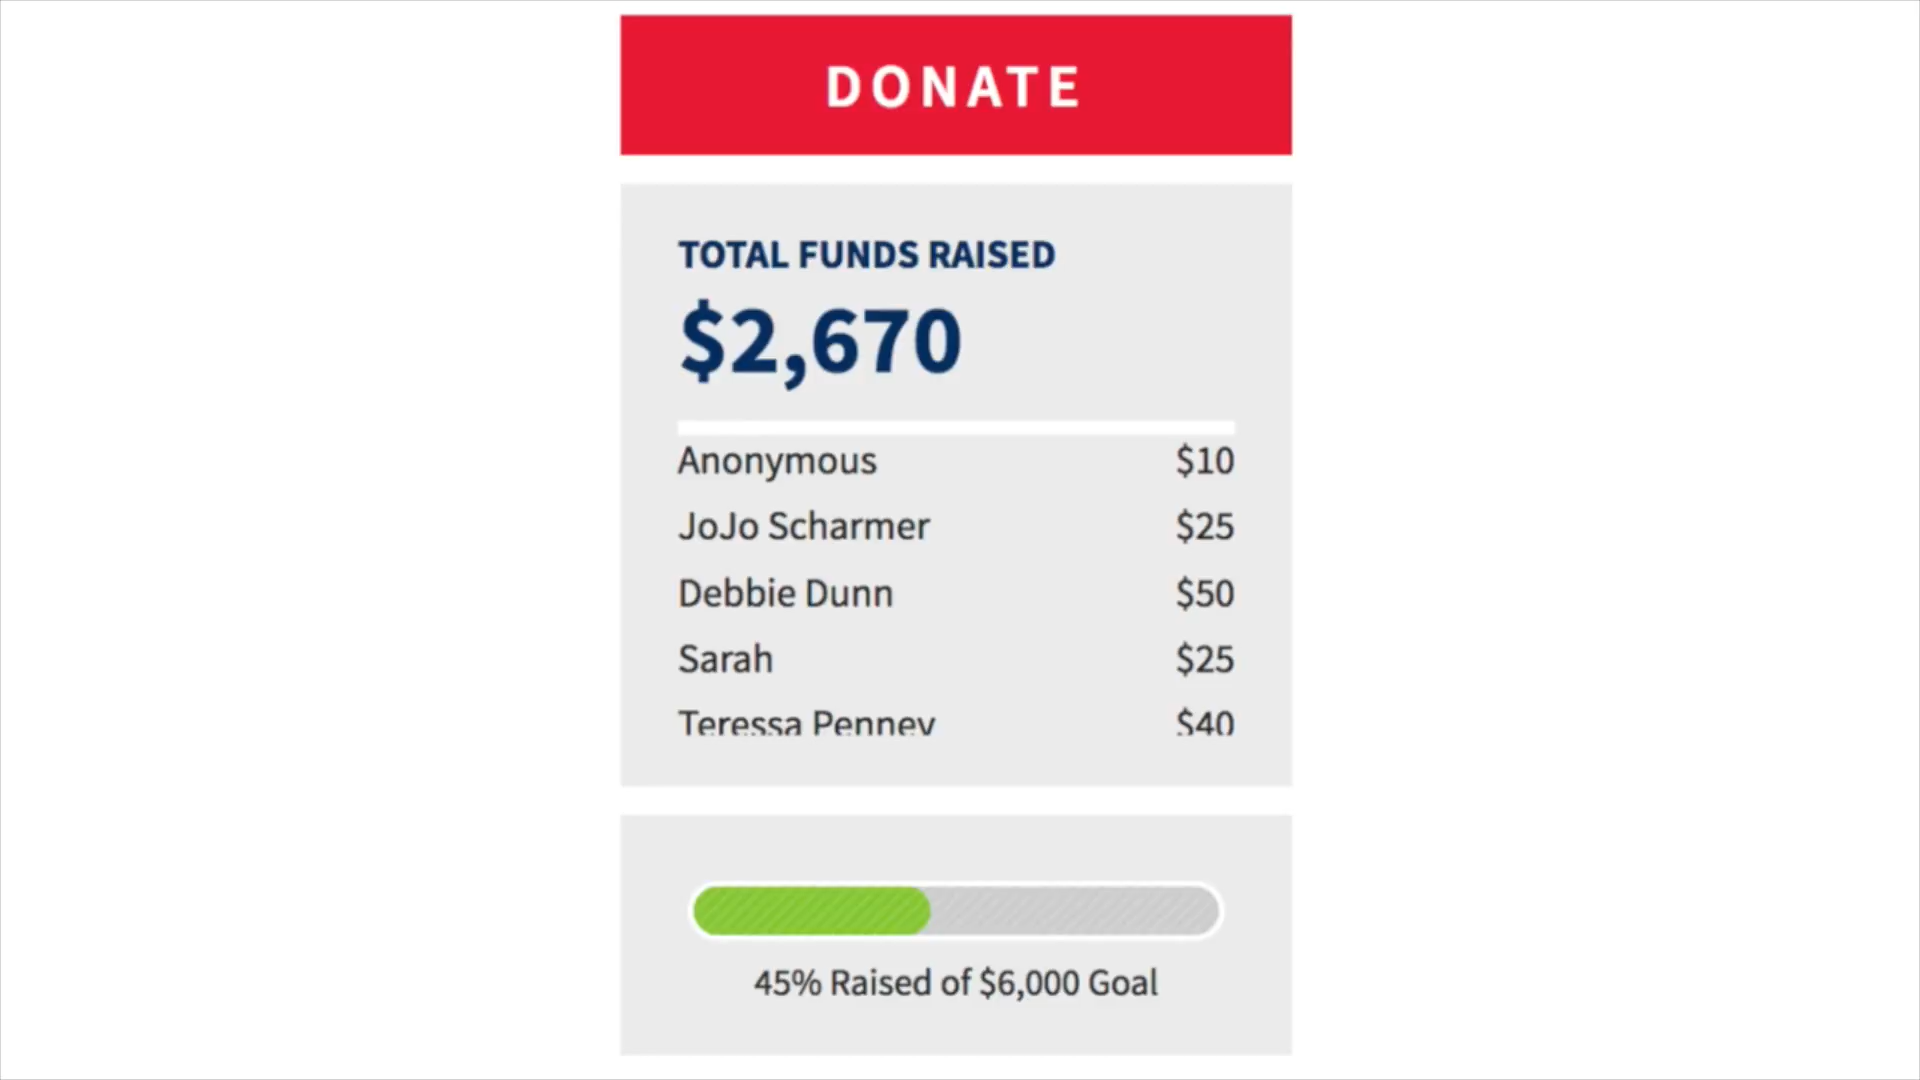 DONATE
TOTAL FUNDS RAISED
$2,670
Anonymous $10
JoJo Scharmer $25
Debbie Dunn $50
Sarah $25
Teressa Penney $40
45% Raised of $6,000 Goal